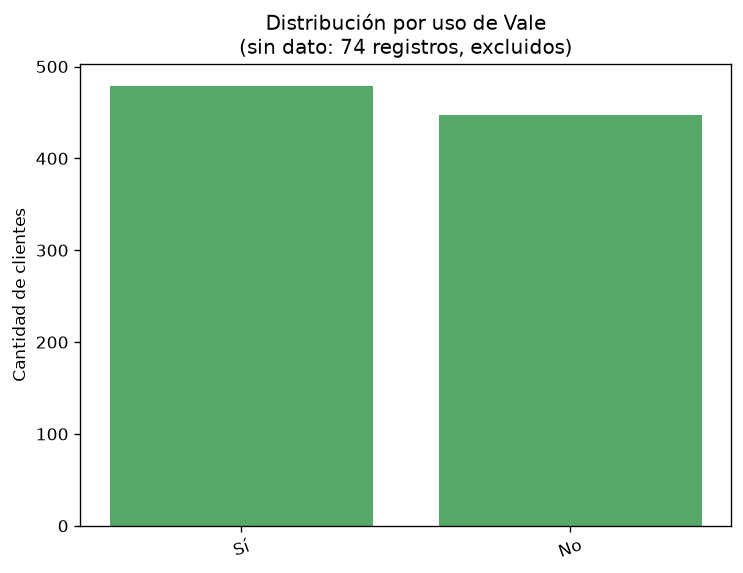 Distribución por uso de Vale
(sin dato: 74 registros, excluidos)
Cantidad de clientes
500
400
300
200
100
0
Sí
No